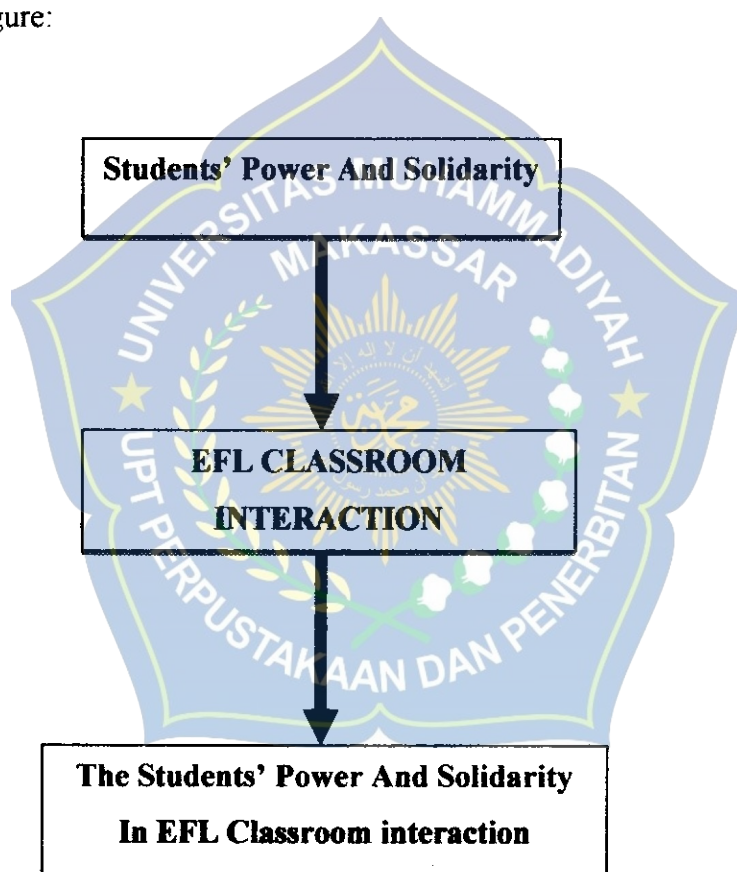 gure:
Students' Power And Solidarity
UNIVERSITAS MUHAMMADIYAH
MAKASSAR
EFL CLASSROOM
INTERACTION
UPT PERPUSTAKAAN DAN PENERBITAN
The Students' Power And Solidarity
In EFL Classroom interaction